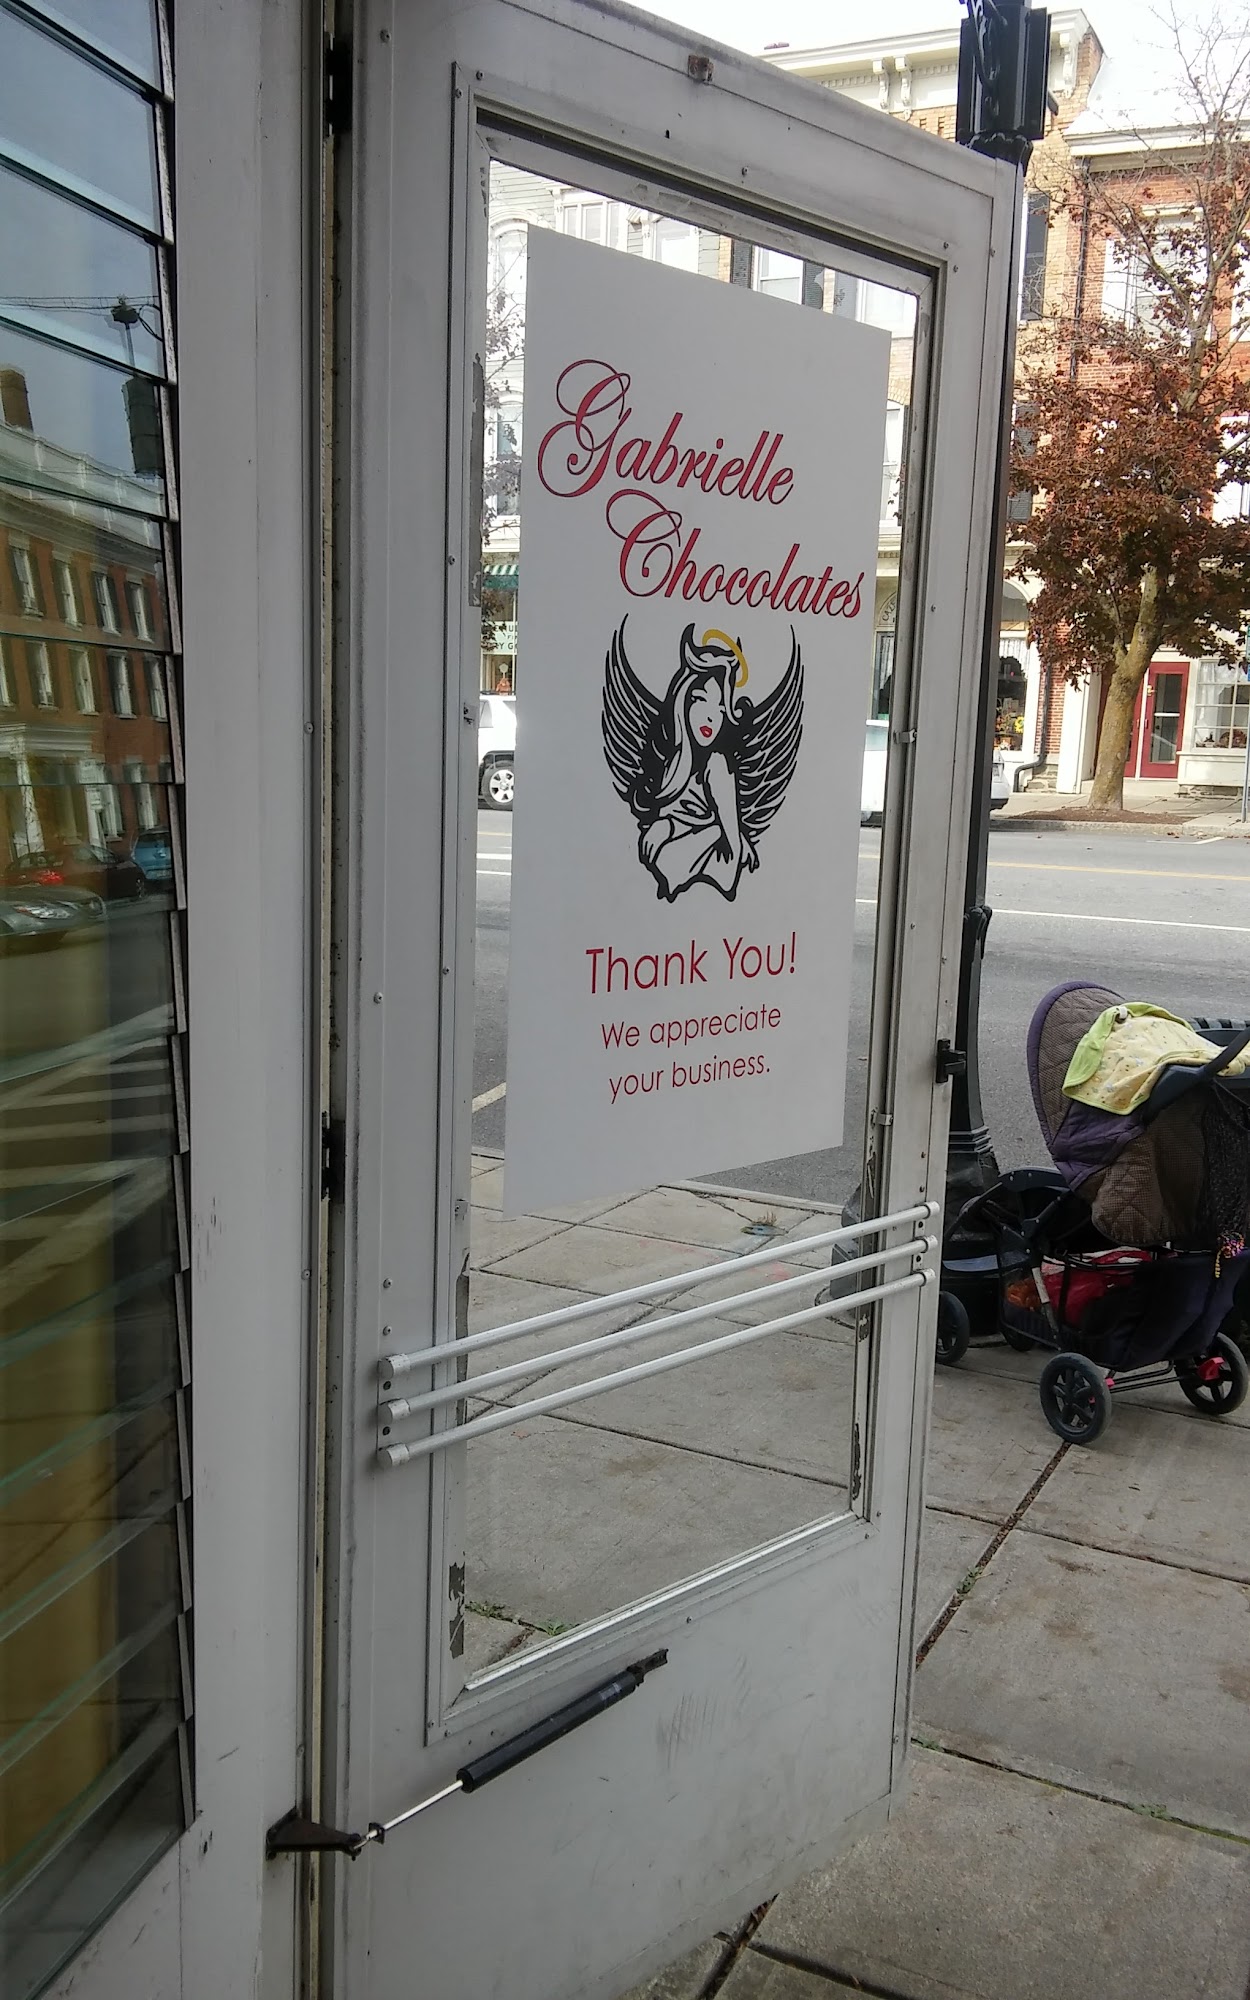 Gabrielle
Chocolates
Thank You!
We appreciate
your business.